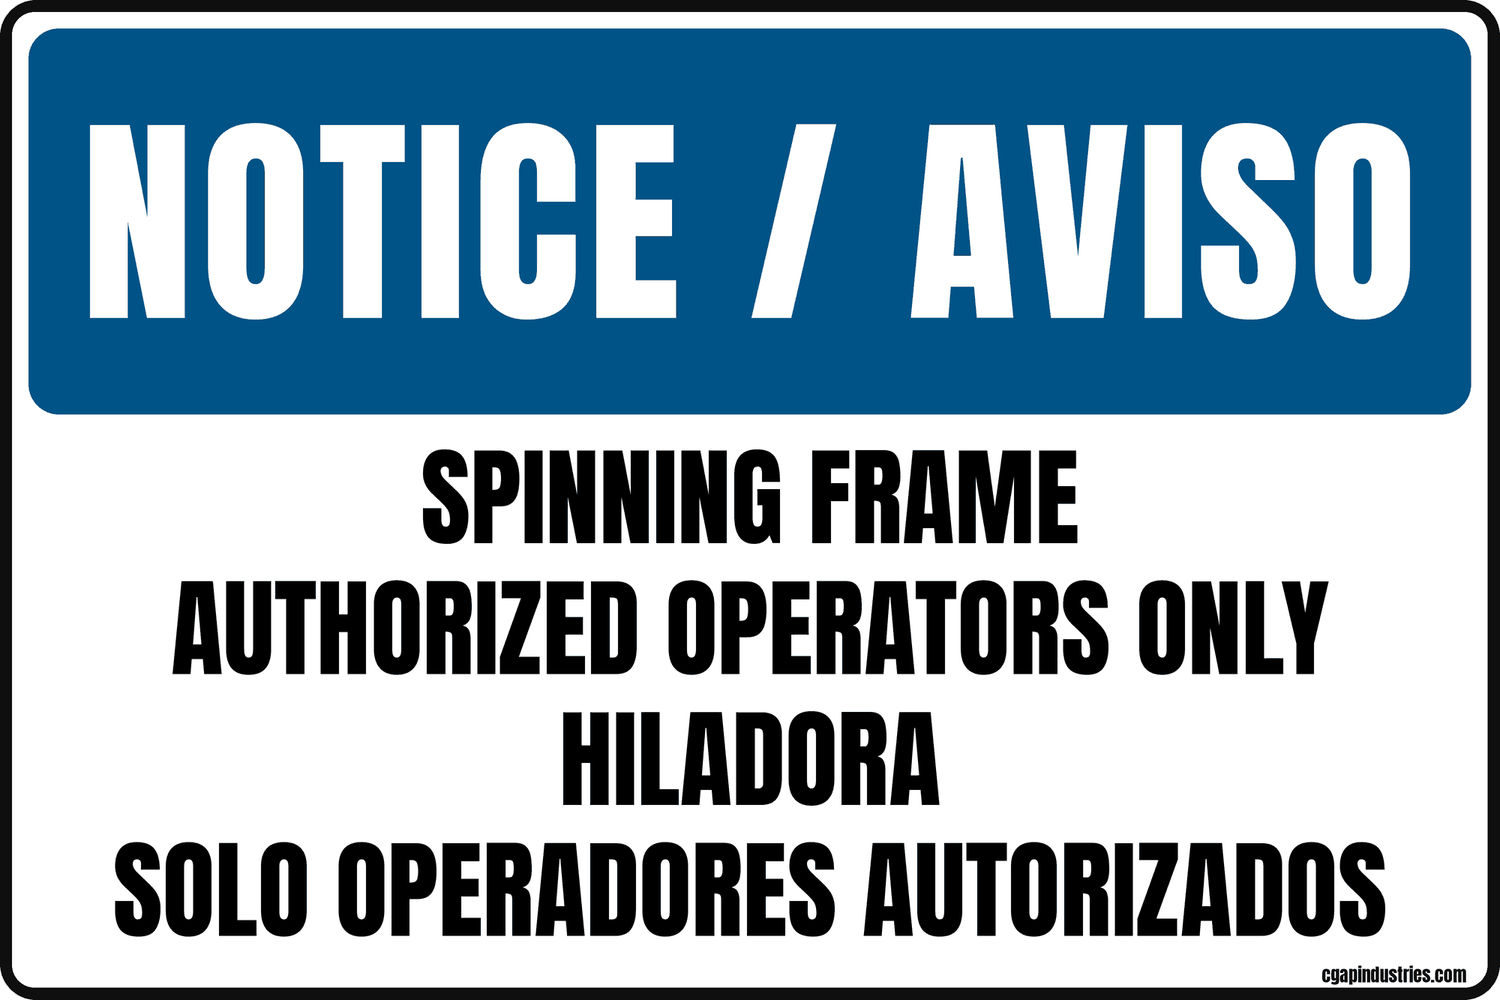 NOTICE / AVISO
SPINNING FRAME
AUTHORIZED OPERATORS ONLY
HILADORA
SOLO OPERADORES AUTORIZADOS
cgapindustries.com